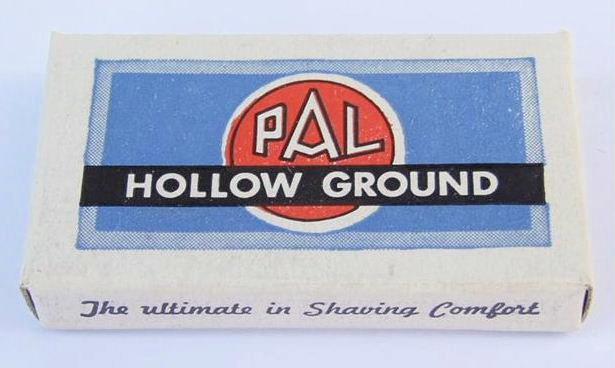 PAL
HOLLOW GROUND
The ultimate in Shaving Comfort